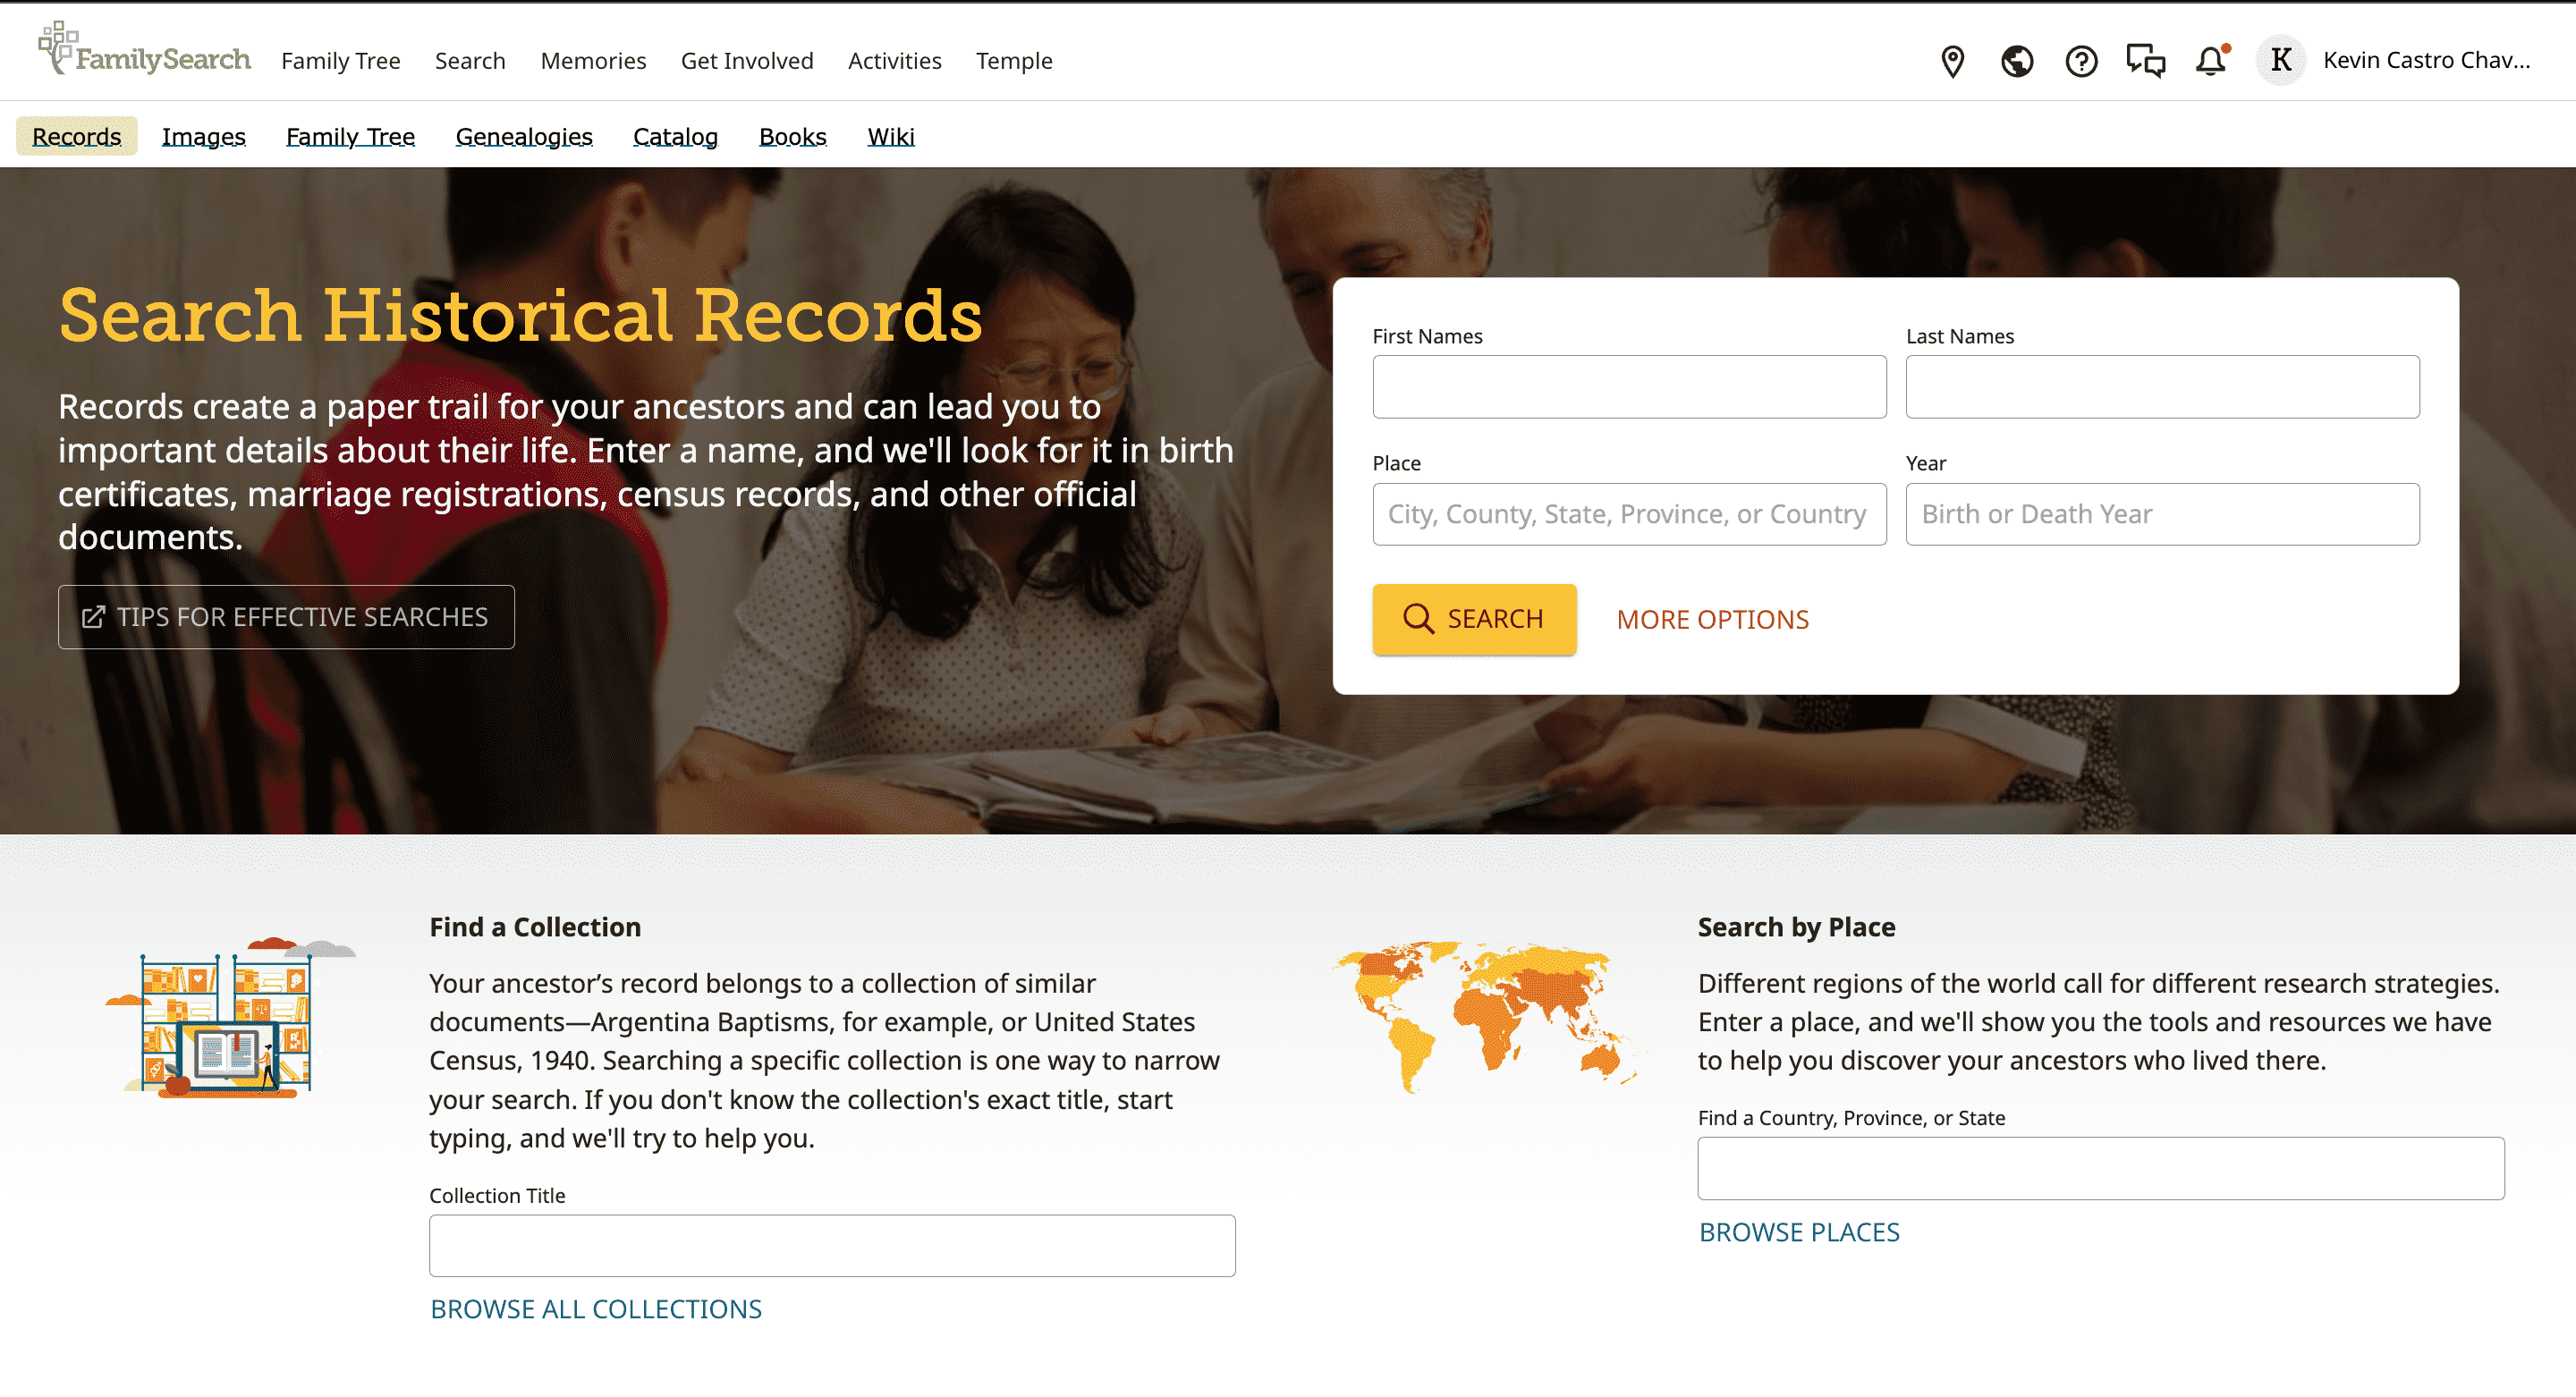 FamilySearch
Family Tree
Search
Memories
Get Involved
Activities
Temple
K
Kevin Castro Chav...
Records
Images
Family Tree
Genealogies
Catalog
Books
Wiki
Search Historical Records
Records create a paper trail for your ancestors and can lead you to
important details about their life. Enter a name, and we'll look for it in birth
certificates, marriage registrations, census records, and other official
documents.
TIPS FOR EFFECTIVE SEARCHES
First Names
Last Names
Place
Year
City, County, State, Province, or Country
Birth or Death Year
SEARCH
MORE OPTIONS
Find a Collection
Your ancestor’s record belongs to a collection of similar
documents—Argentina Baptisms, for example, or United States
Census, 1940. Searching a specific collection is one way to narrow
your search. If you don't know the collection's exact title, start
typing, and we'll try to help you.
Collection Title
BROWSE ALL COLLECTIONS
Search by Place
Different regions of the world call for different research strategies.
Enter a place, and we'll show you the tools and resources we have
to help you discover your ancestors who lived there.
Find a Country, Province, or State
BROWSE PLACES